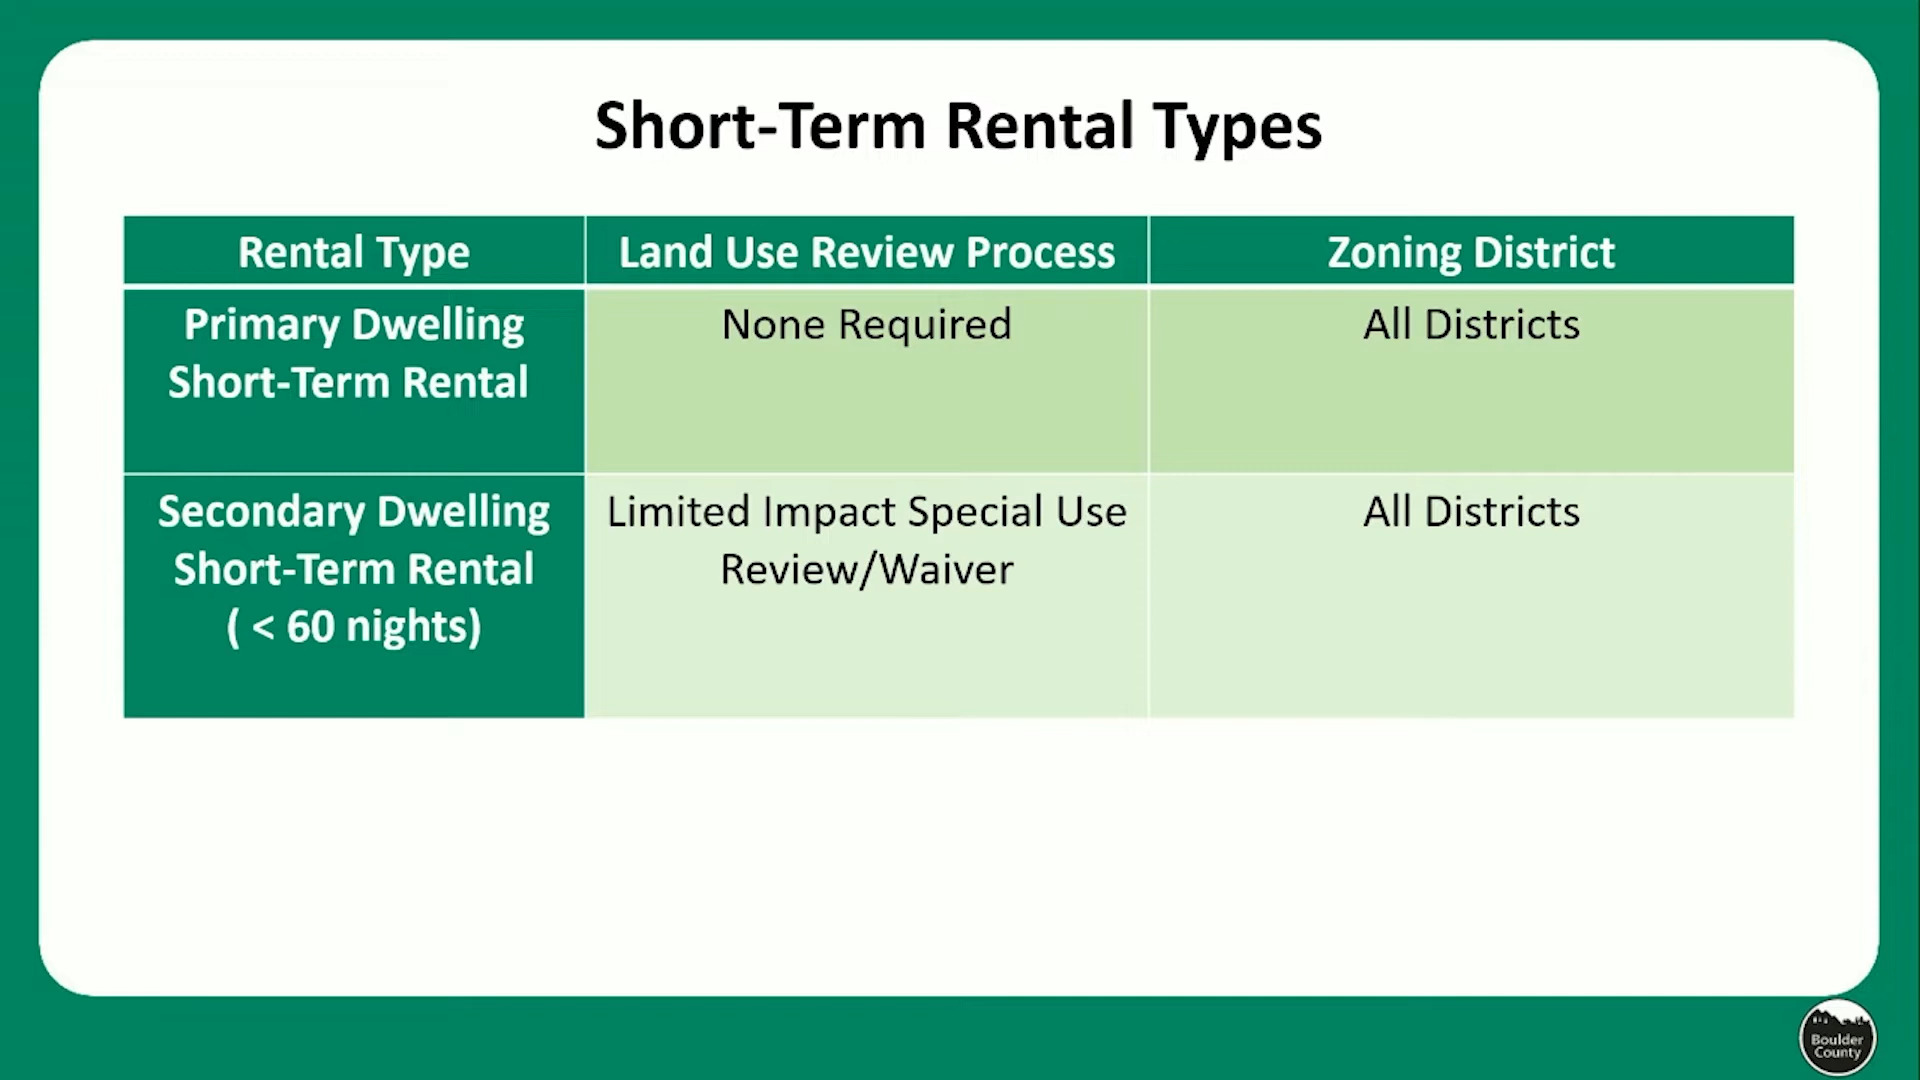 Short-Term Rental Types
Rental Type
Land Use Review Process
Zoning District
Primary Dwelling
Short-Term Rental
None Required
All Districts
Secondary Dwelling
Short-Term Rental
( < 60 nights)
Limited Impact Special Use
Review/Waiver
All Districts
Boulder
County